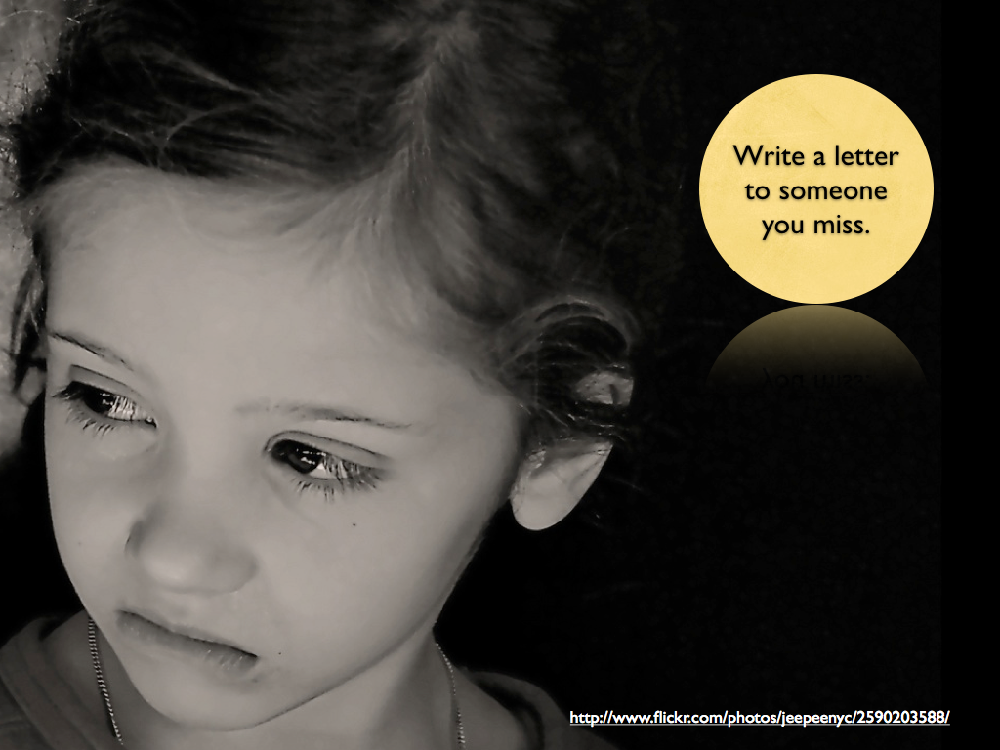 Write a letter
to someone
you miss.
http://www.flickr.com/photos/jeepeenyc/2590203588/